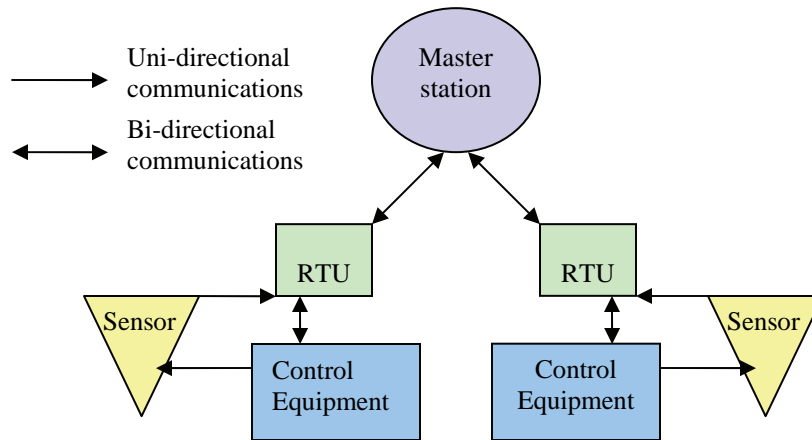 Uni-directional
communications
Bi-directional
communications
Master
station
RTU
RTU
Sensor
Sensor
Control
Equipment
Control
Equipment